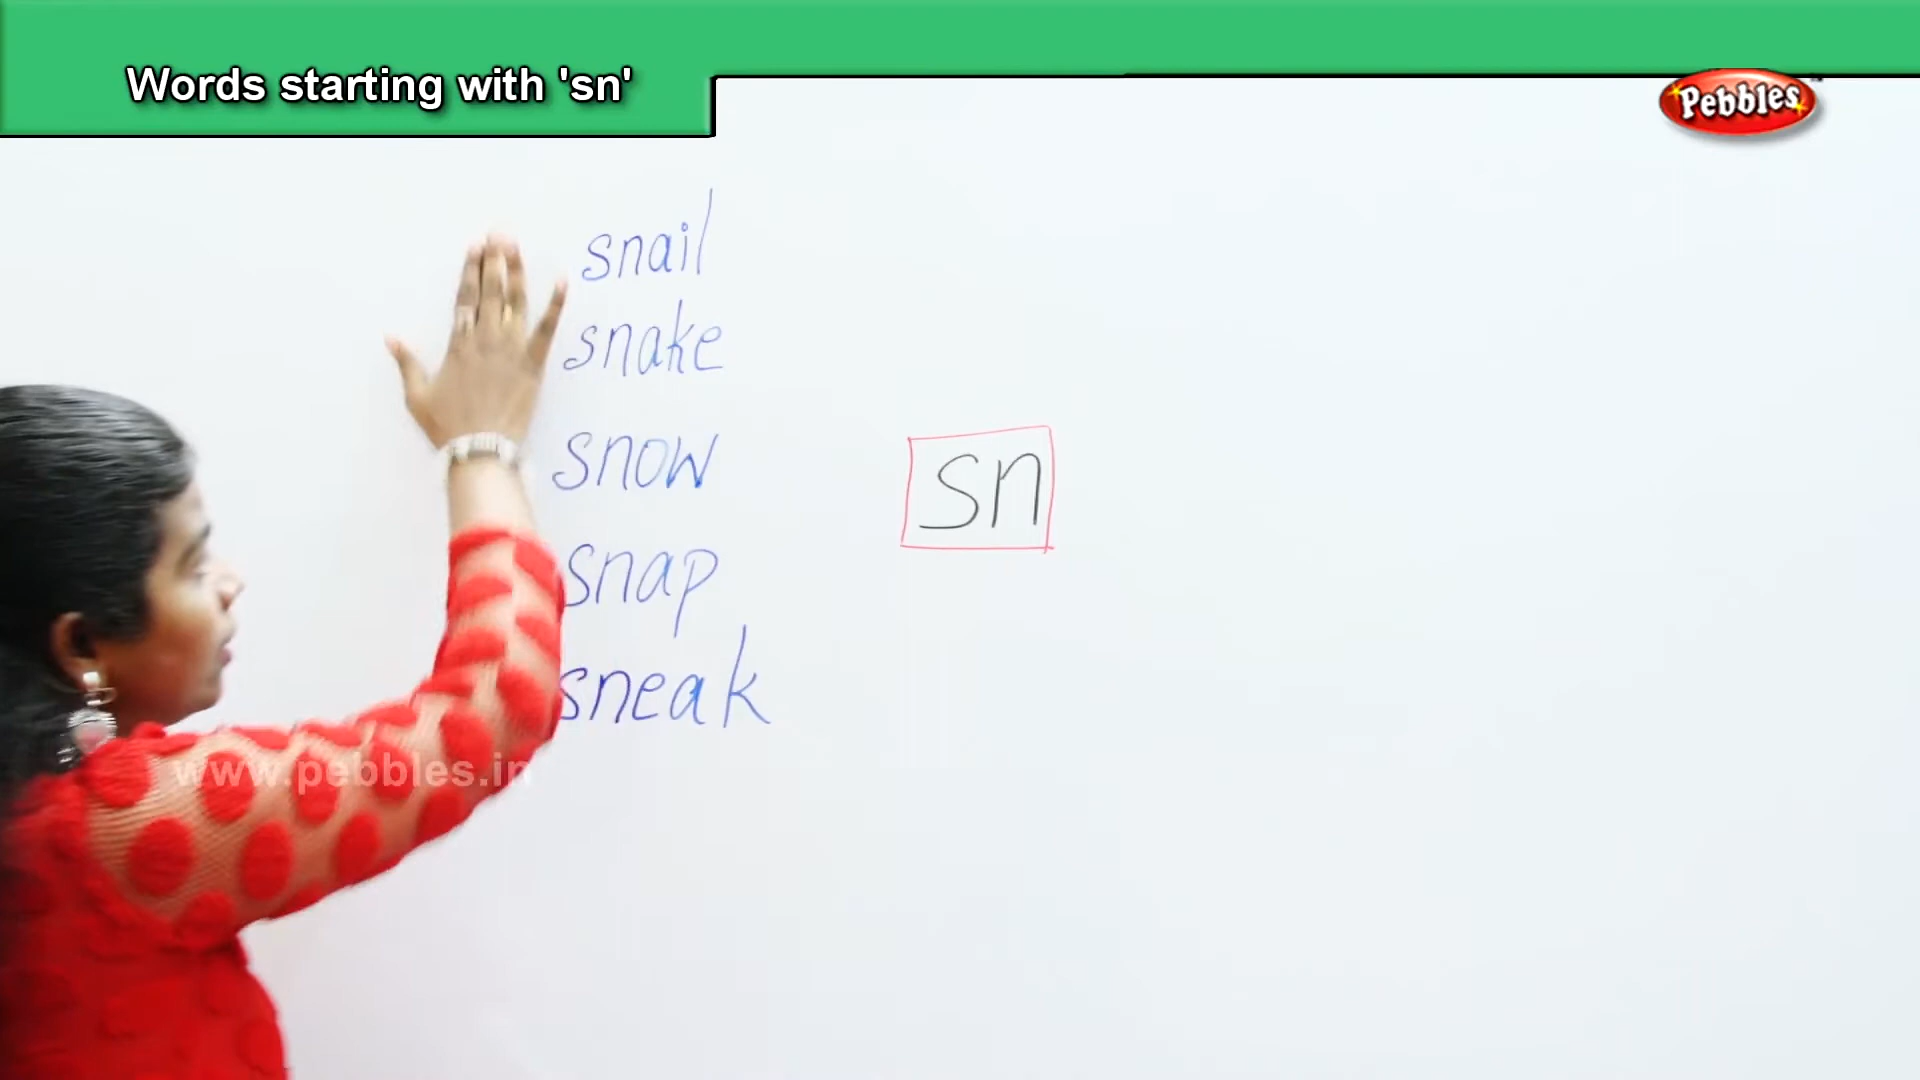 Words starting with 'sn'
Pebbles
snail
snake
snow
sn
snap
sneak
www.pebbles.in